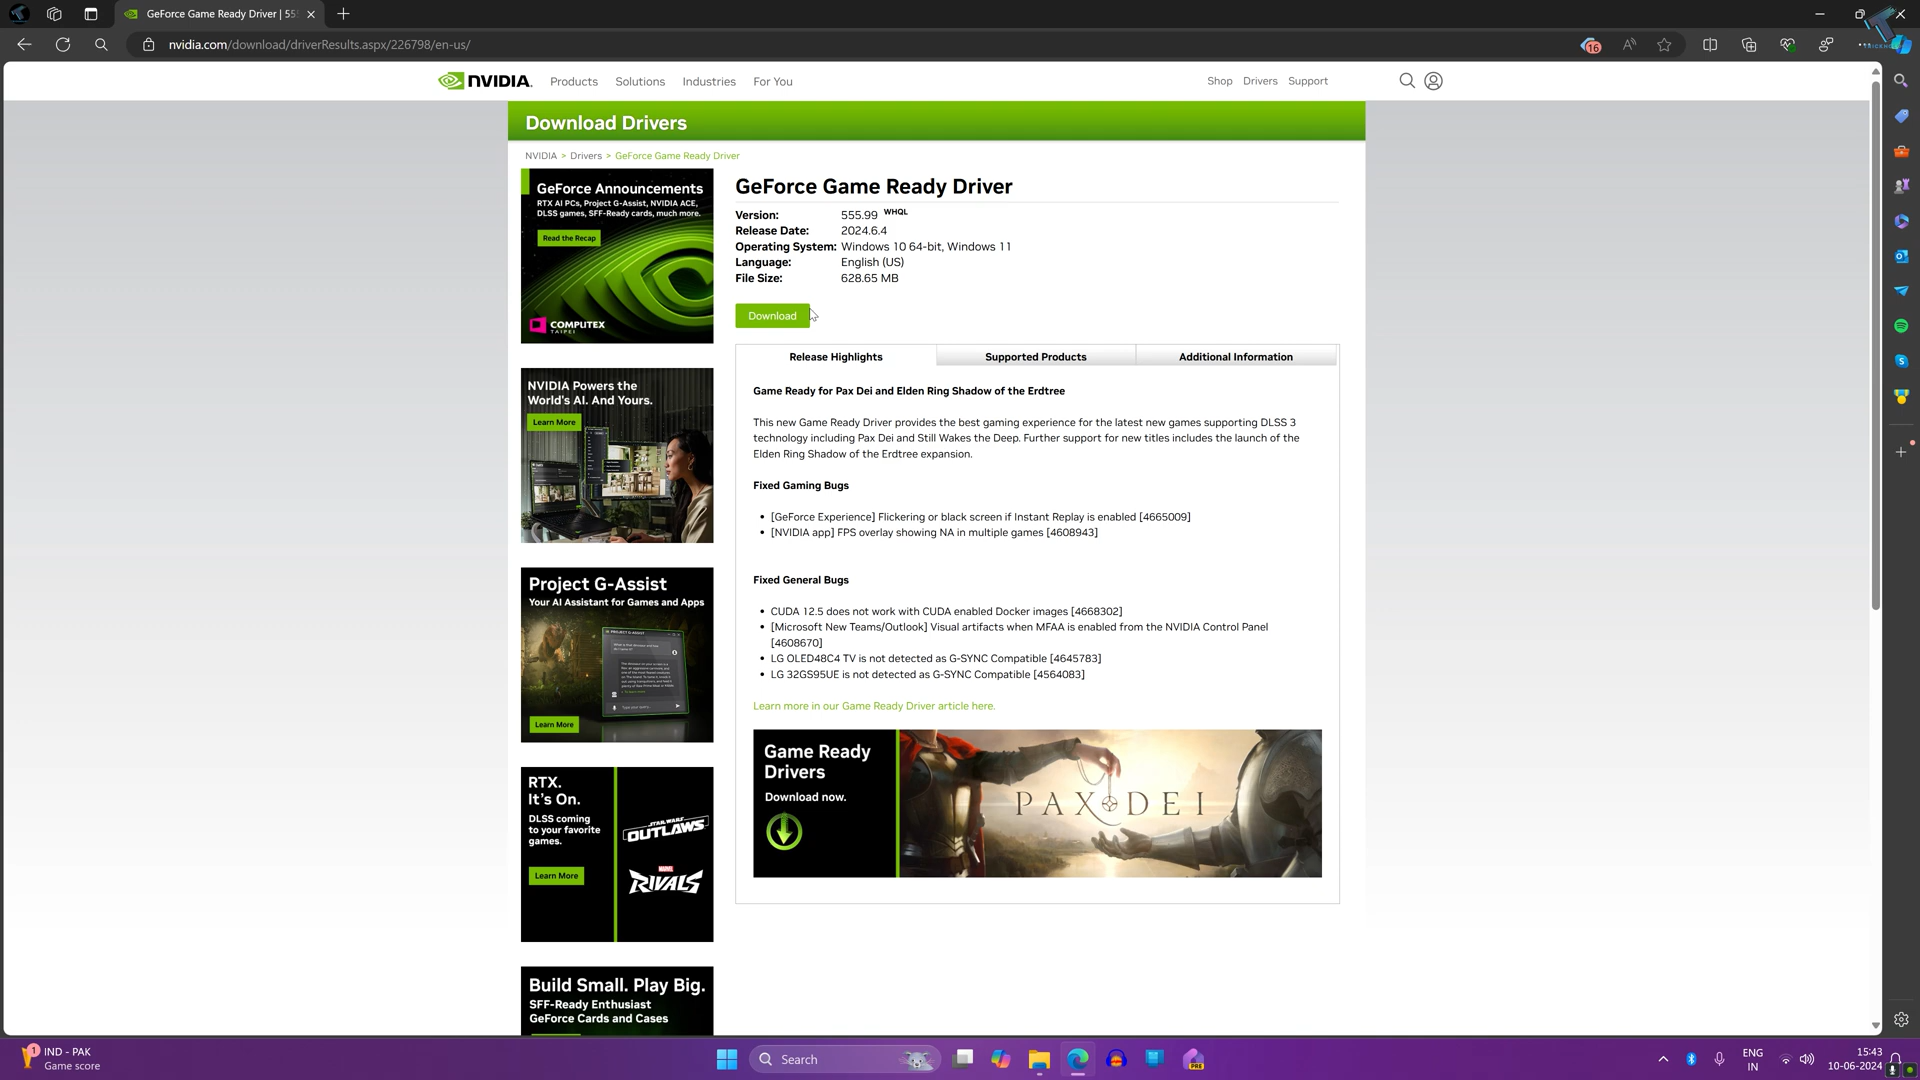 GeForce Game Ready Driver | 555
nvidia.com/download/driverResults.aspx/226798/en-us/
16
NVIDIA.
Products
Solutions
Industries
For You
Shop
Drivers
Support
Download Drivers
NVIDIA > Drivers > GeForce Game Ready Driver
GeForce Announcements
RTX AI PCs, Project G-Assist, NVIDIA ACE,
DLSS games, SFF-Ready cards, much more.
Read the Recap
COMPUTEX
TAIPEI
NVIDIA Powers the
World's AI. And Yours.
Learn More
Project G-Assist
Your AI Assistant for Games and Apps
Learn More
RTX.
It's On.
DLSS coming
to your favorite
games.
Learn More
STAR WARS
OUTLAWS
MARVEL
RIVALS
Build Small. Play Big.
SFF-Ready Enthusiast
GeForce Cards and Cases
GeForce Game Ready Driver
Version: 555.99 WHQL
Release Date: 2024.6.4
Operating System: Windows 10 64-bit, Windows 11
Language: English (US)
File Size: 628.65 MB
Download
Release Highlights
Supported Products
Additional Information
Game Ready for Pax Dei and Elden Ring Shadow of the Erdtree
This new Game Ready Driver provides the best gaming experience for the latest new games supporting DLSS 3
technology including Pax Dei and Still Wakes the Deep. Further support for new titles includes the launch of the
Elden Ring Shadow of the Erdtree expansion.
Fixed Gaming Bugs
• [GeForce Experience] Flickering or black screen if Instant Replay is enabled [4665009]
• [NVIDIA app] FPS overlay showing NA in multiple games [4608943]
Fixed General Bugs
• CUDA 12.5 does not work with CUDA enabled Docker images [4668302]
• [Microsoft New Teams/Outlook] Visual artifacts when MFAA is enabled from the NVIDIA Control Panel
[4608670]
• LG OLED48C4 TV is not detected as G-SYNC Compatible [4645783]
• LG 32GS95UE is not detected as G-SYNC Compatible [4564083]
Learn more in our Game Ready Driver article here.
Game Ready
Drivers
Download now.
PAX DEI
1
IND - PAK
Game score
Search
PRE
ENG
IN
15:43
10-06-2024